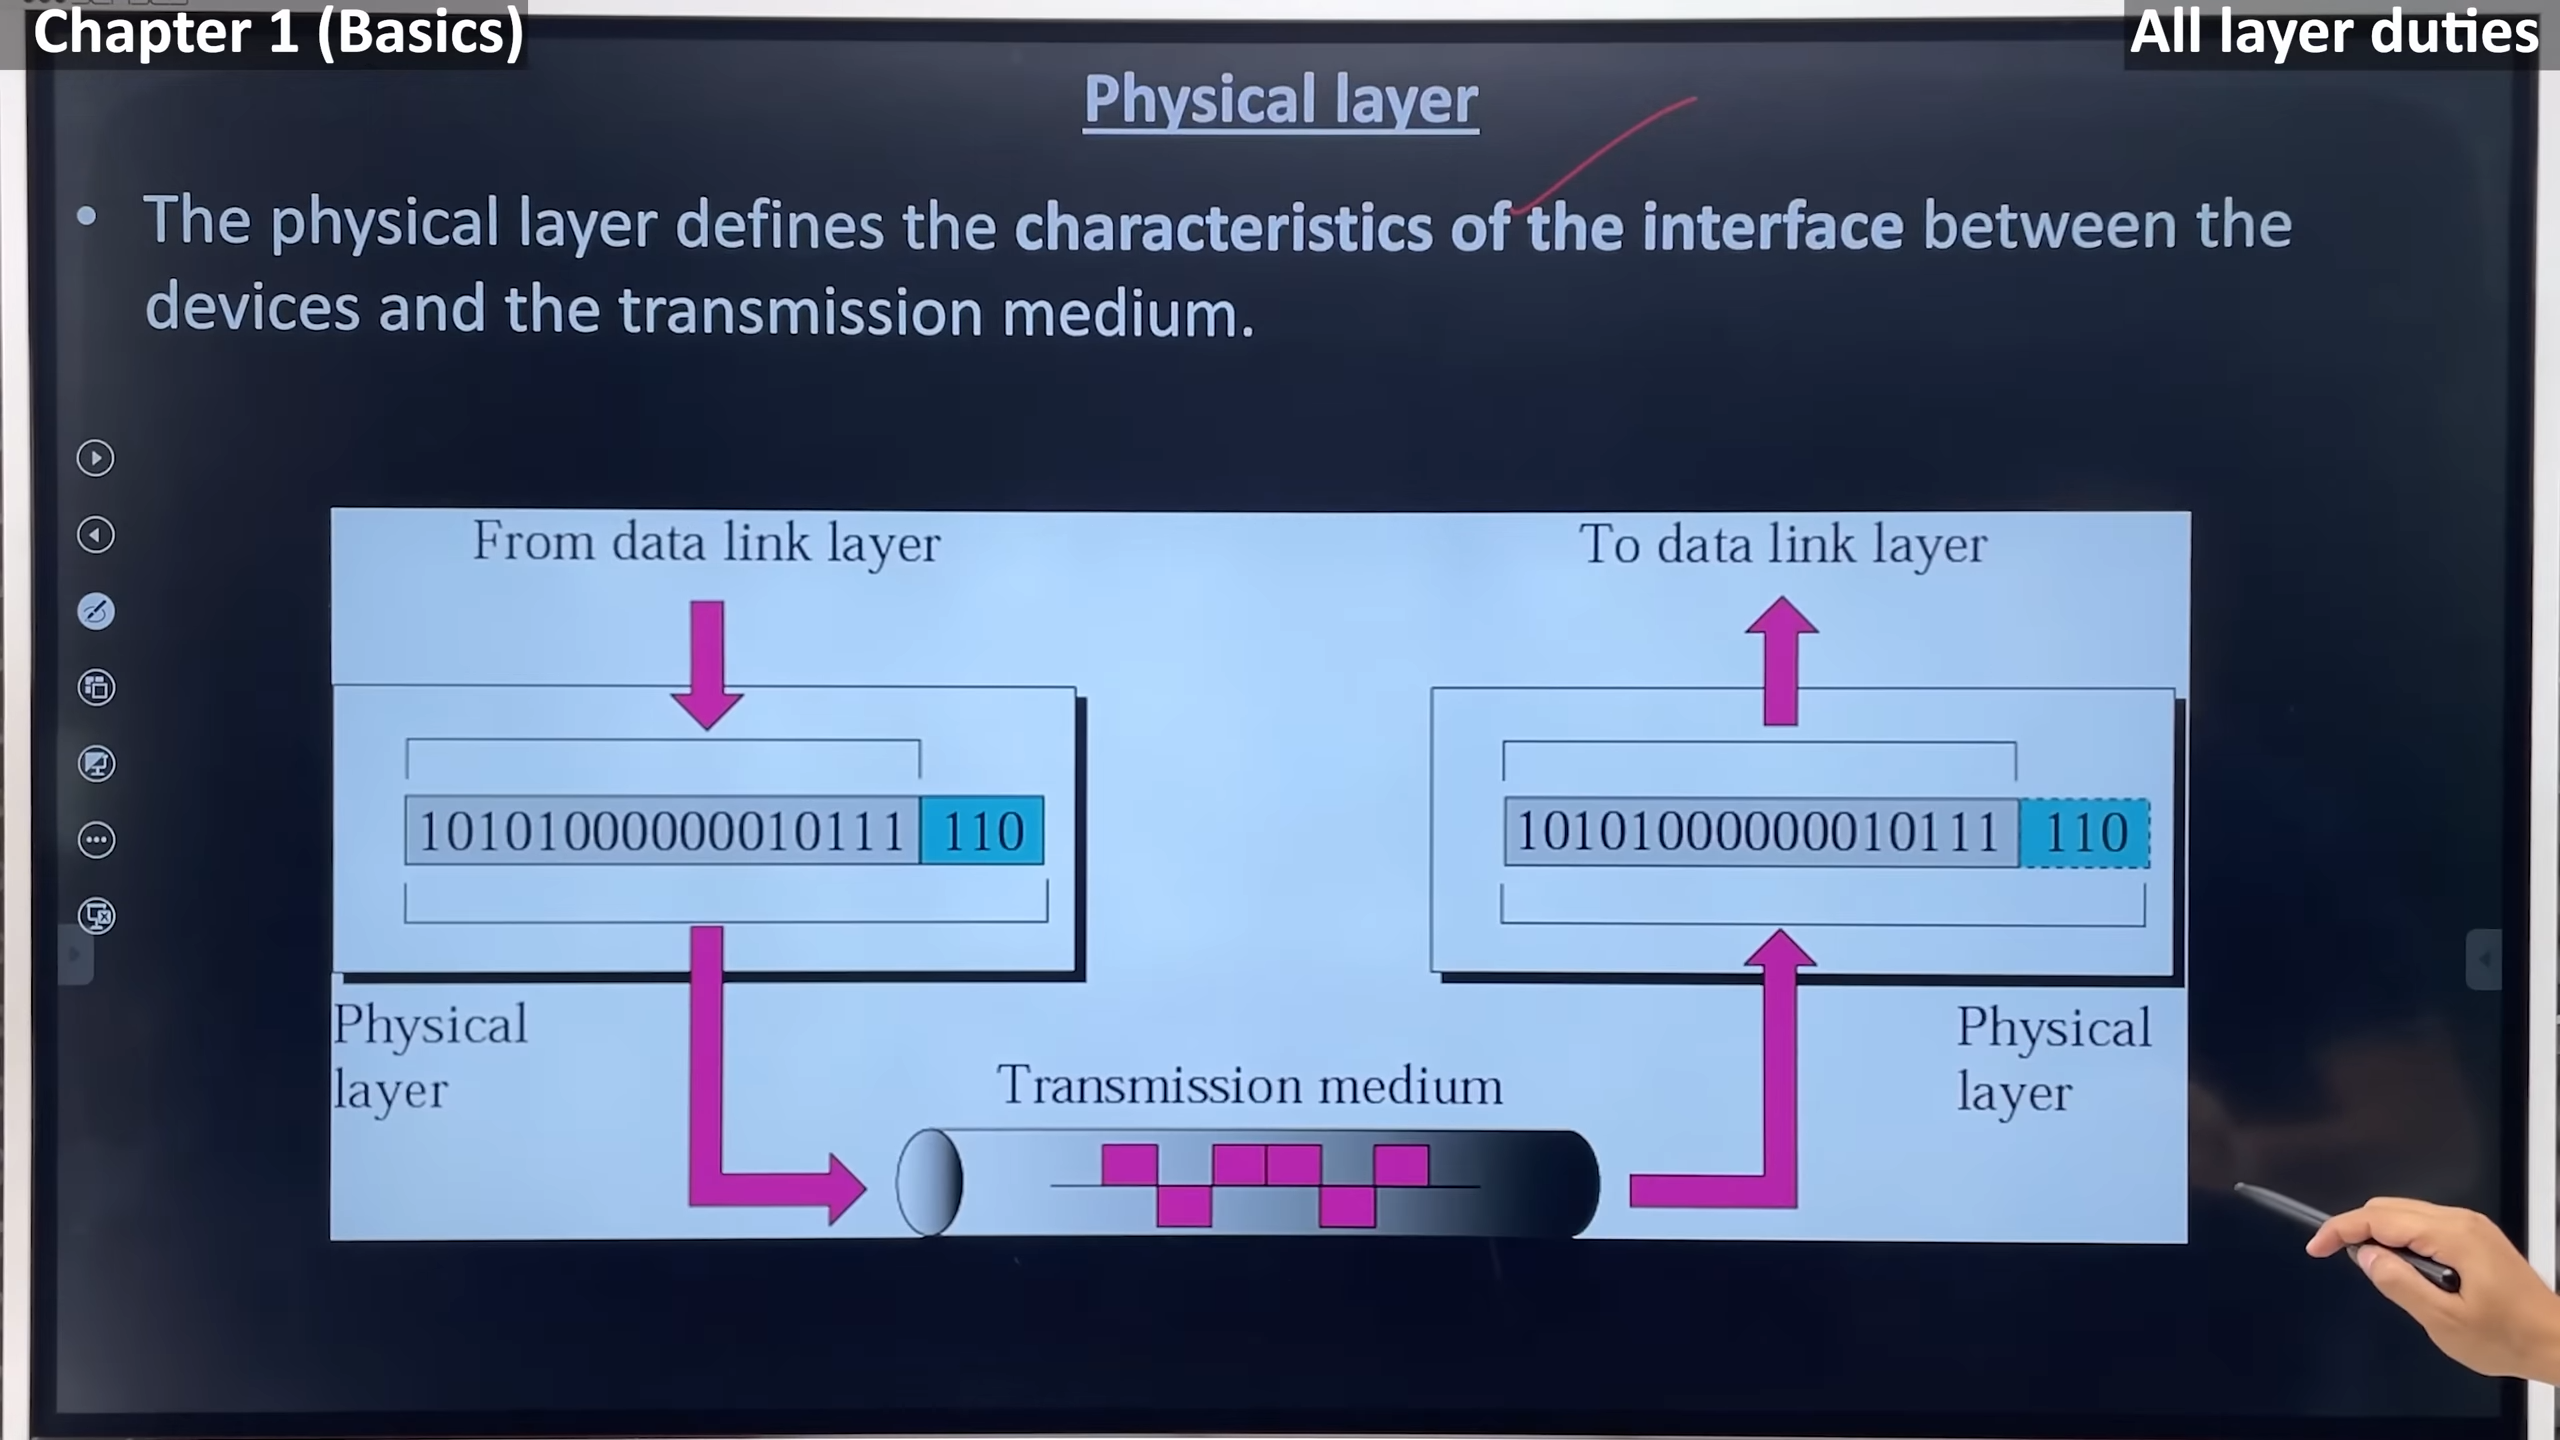 Chapter 1 (Basics)
All layer duties
Physical layer
• The physical layer defines the characteristics of the interface between the
devices and the transmission medium.
From data link layer
To data link layer
10101000000010111 110
10101000000010111 110
Physical
layer
Physical
layer
Transmission medium